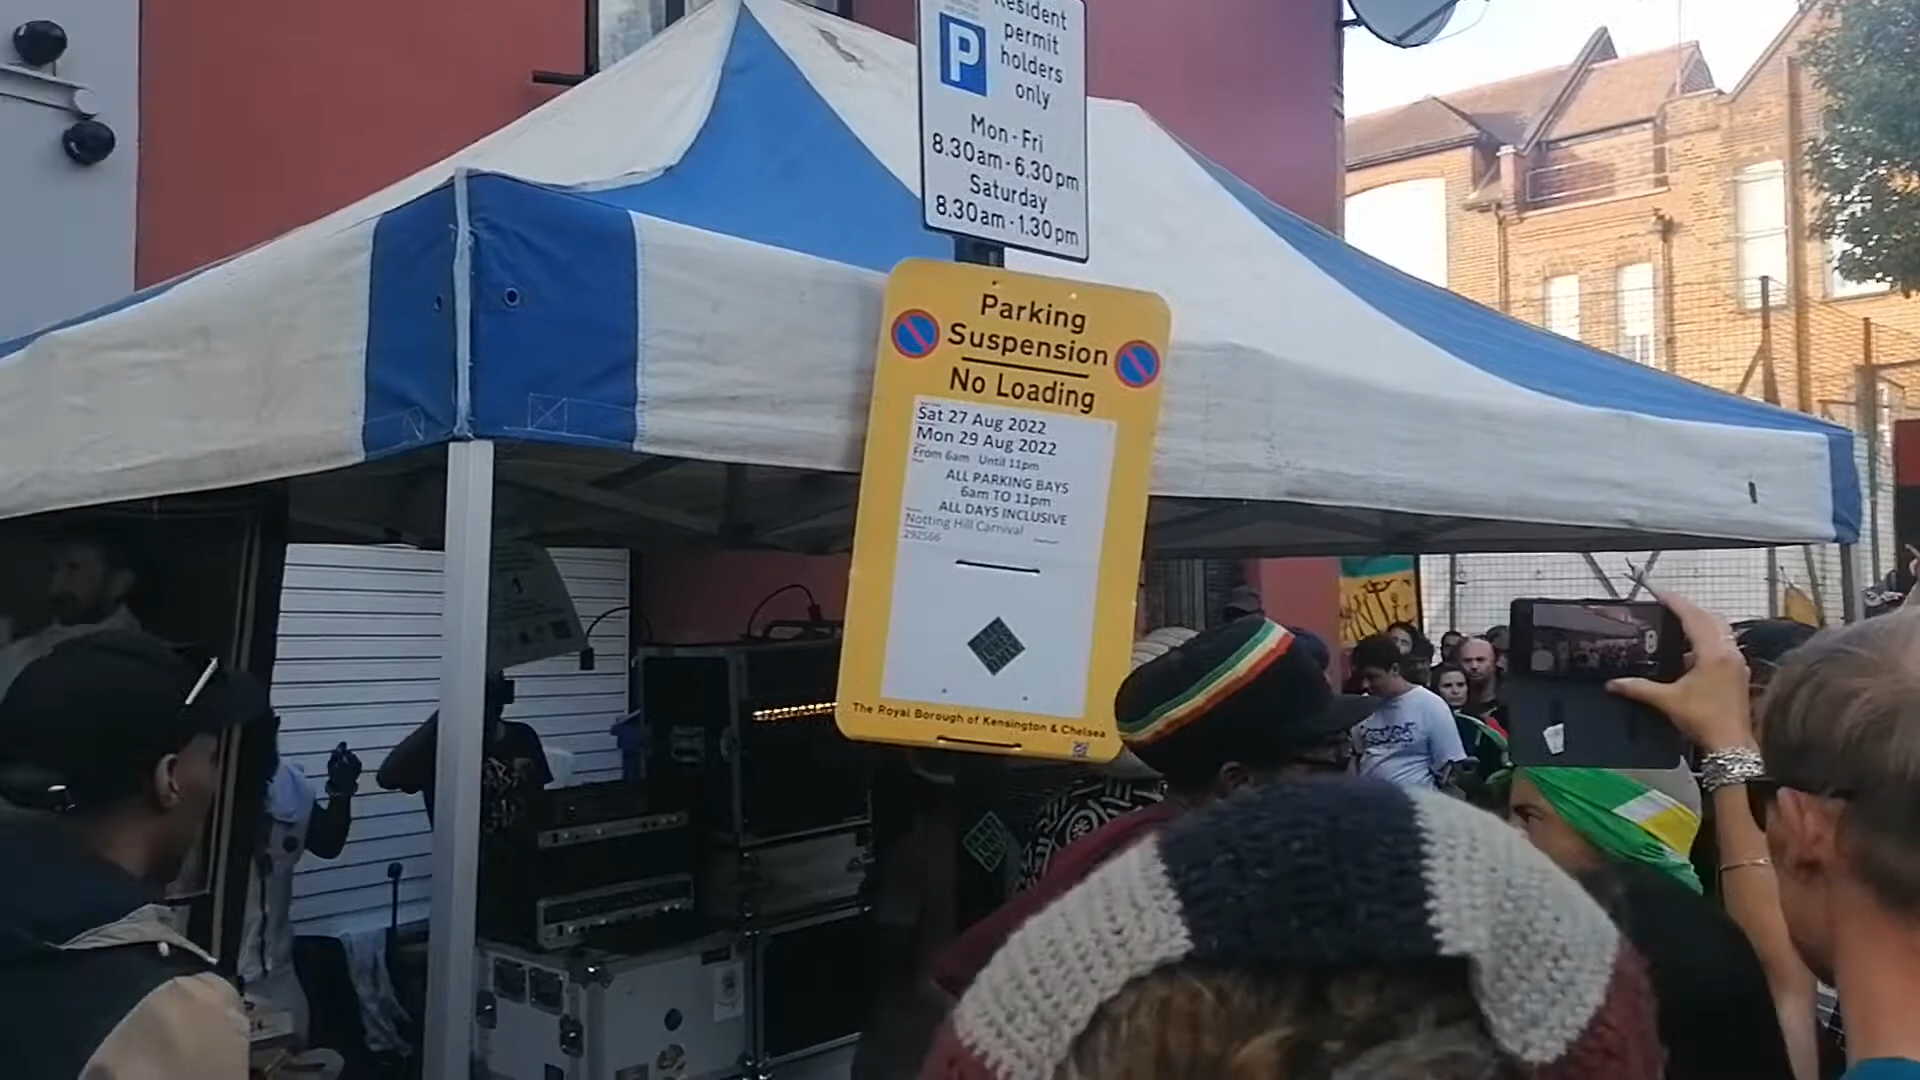 Resident
permit
holders
only
P
Mon - Fri
8.30am - 6.30pm
Saturday
8.30am - 1.30pm
Parking
Suspension
No Loading
Sat 27 Aug 2022
Mon 29 Aug 2022
From 6am Until 11pm
ALL PARKING BAYS
6am TO 11pm
ALL DAYS INCLUSIVE
Notting Hill Carnival
292566
The Royal Borough of Kensington & Chelsea